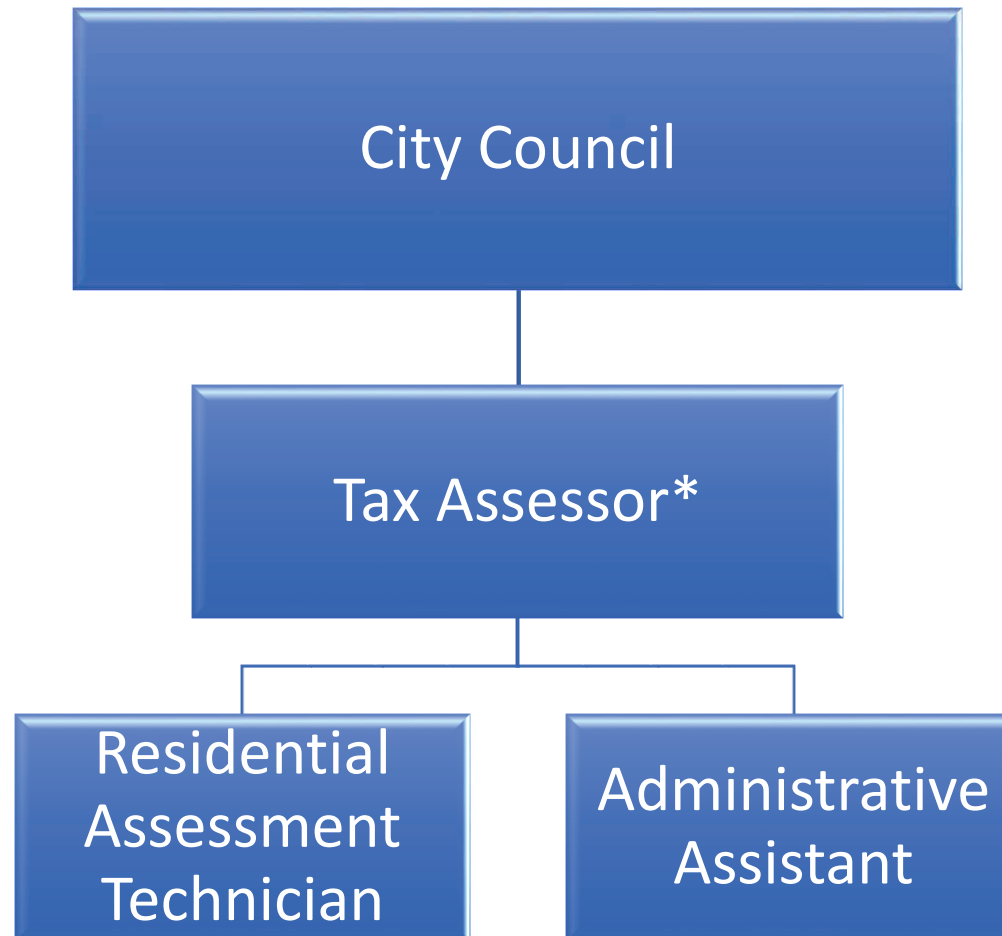 City Council
Tax Assessor*
Residential
Assessment
Technician
Administrative
Assistant